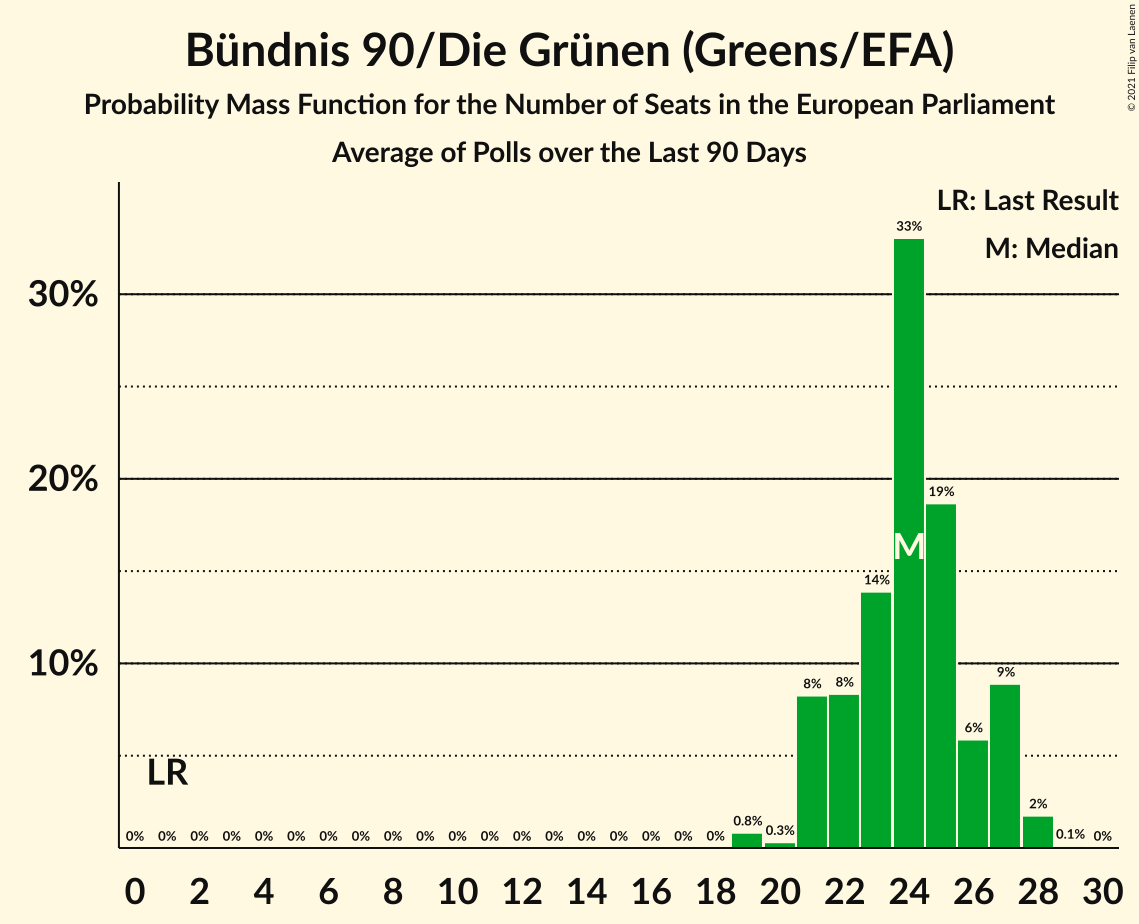 Bündnis 90/Die Grünen (Greens/EFA)
Probability Mass Function for the Number of Seats in the European Parliament
Average of Polls over the Last 90 Days
© 2021 Filip van Laenen
LR: Last Result
M: Median
33%
30%
20%
19%
M
14%
10%
9%
8% 8%
6%
LR
2%
0% 0% 0% 0% 0% 0% 0% 0% 0% 0% 0% 0% 0% 0% 0% 0% 0% 0% 0% 0.8% 0.3% 0.1% 0%
0 2 4 6 8 10 12 14 16 18 20 22 24 26 28 30